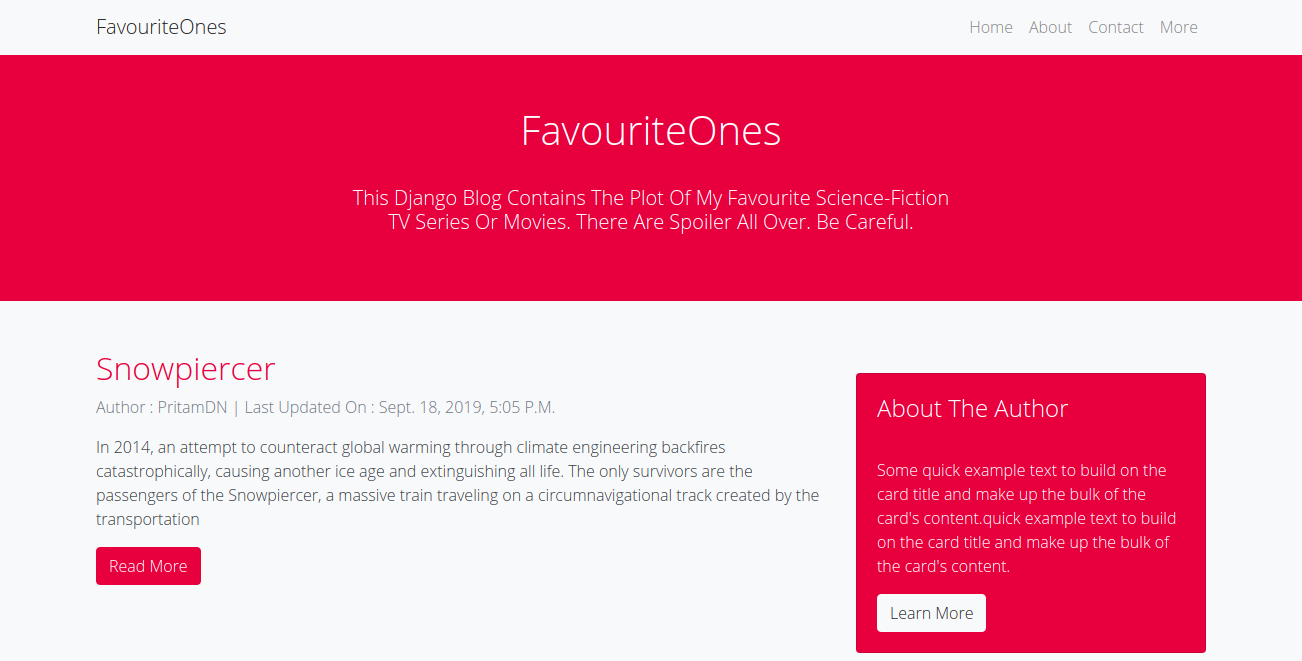 FavouriteOnes
Home About Contact More
FavouriteOnes
This Django Blog Contains The Plot Of My Favourite Science-Fiction
TV Series Or Movies. There Are Spoiler All Over. Be Careful.
Snowpiercer
Author : PritamDN | Last Updated On : Sept. 18, 2019, 5:05 P.M.
In 2014, an attempt to counteract global warming through climate engineering backfires
catastrophically, causing another ice age and extinguishing all life. The only survivors are the
passengers of the Snowpiercer, a massive train traveling on a circumnavigational track created by the
transportation
Read More
About The Author
Some quick example text to build on the
card title and make up the bulk of the
card's content.quick example text to build
on the card title and make up the bulk of
the card's content.
Learn More